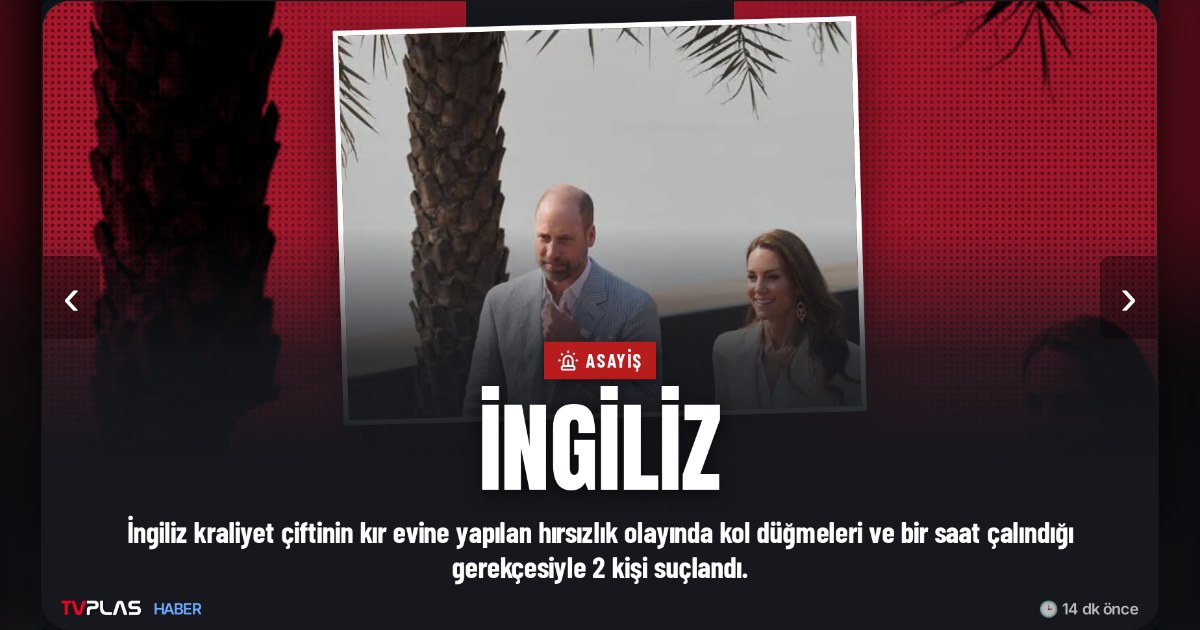 ASAYİŞ
İNGİLİZ
İngiliz kraliyet çiftinin kır evine yapılan hırsızlık olayında kol düğmeleri ve bir saat çalındığı
gerekçesiyle 2 kişi suçlandı.
TVPLAS HABER
14 dk önce